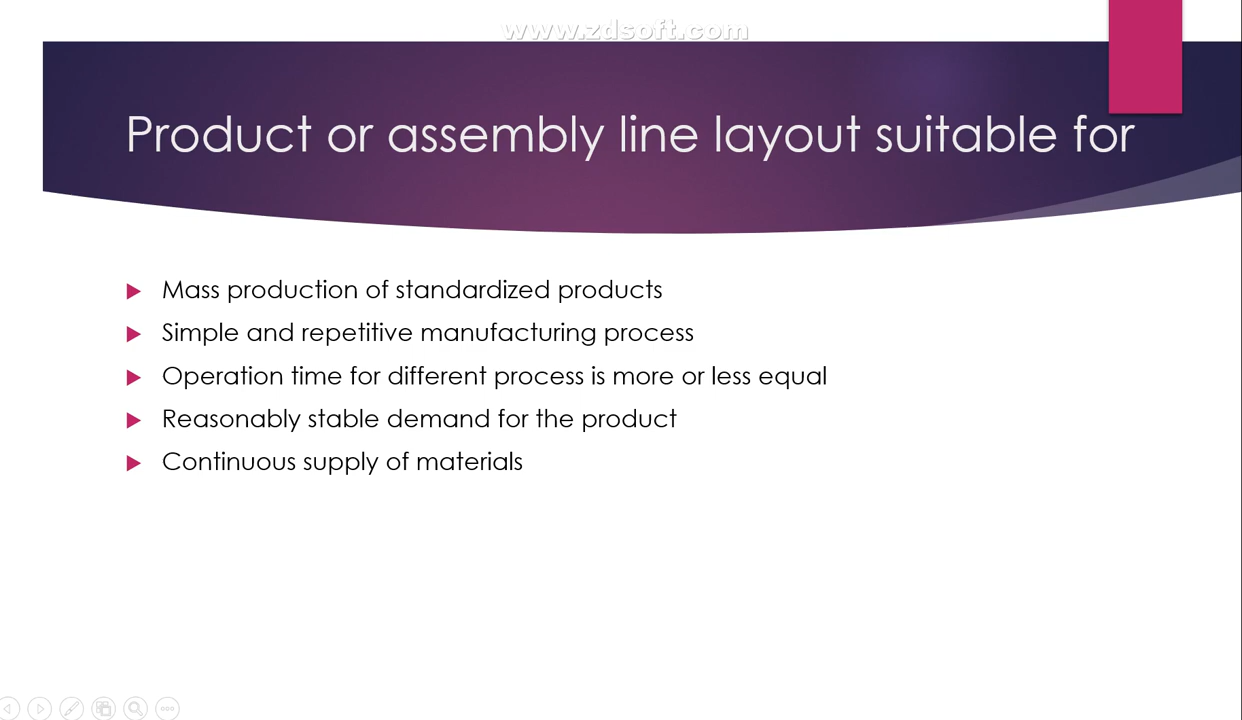 www.zdsoft.com
Product or assembly line layout suitable for
Mass production of standardized products
Simple and repetitive manufacturing process
Operation time for different process is more or less equal
Reasonably stable demand for the product
Continuous supply of materials